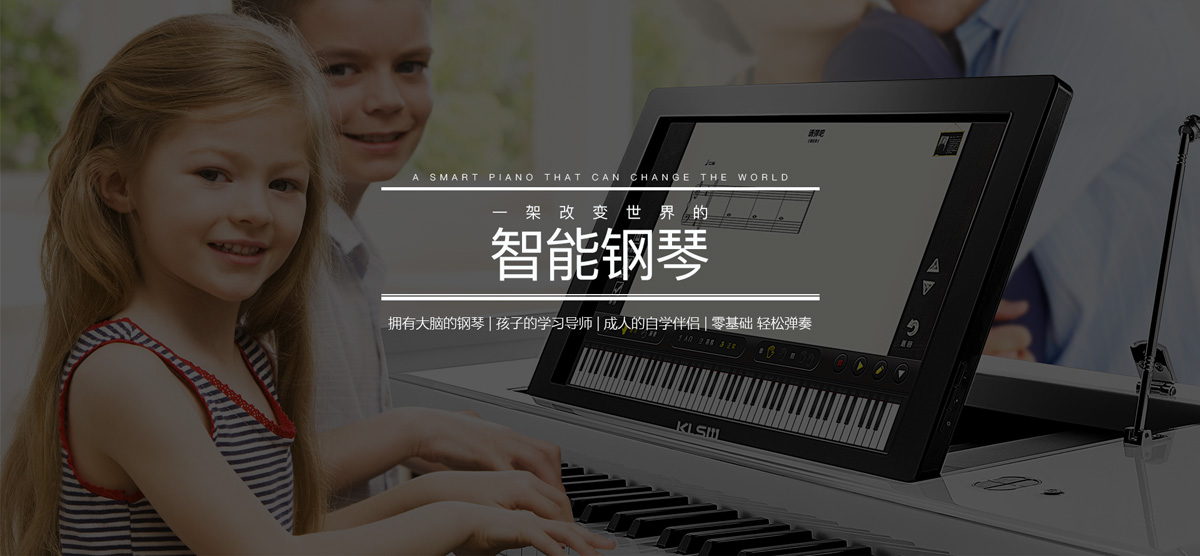 A SMART PIANO THAT CAN CHANGE THE WORLD
一架改变世界的
智能钢琴
拥有大脑的钢琴 | 孩子的学习导师 | 成人的自学伴侣 | 零基础 轻松弹奏
KLSM